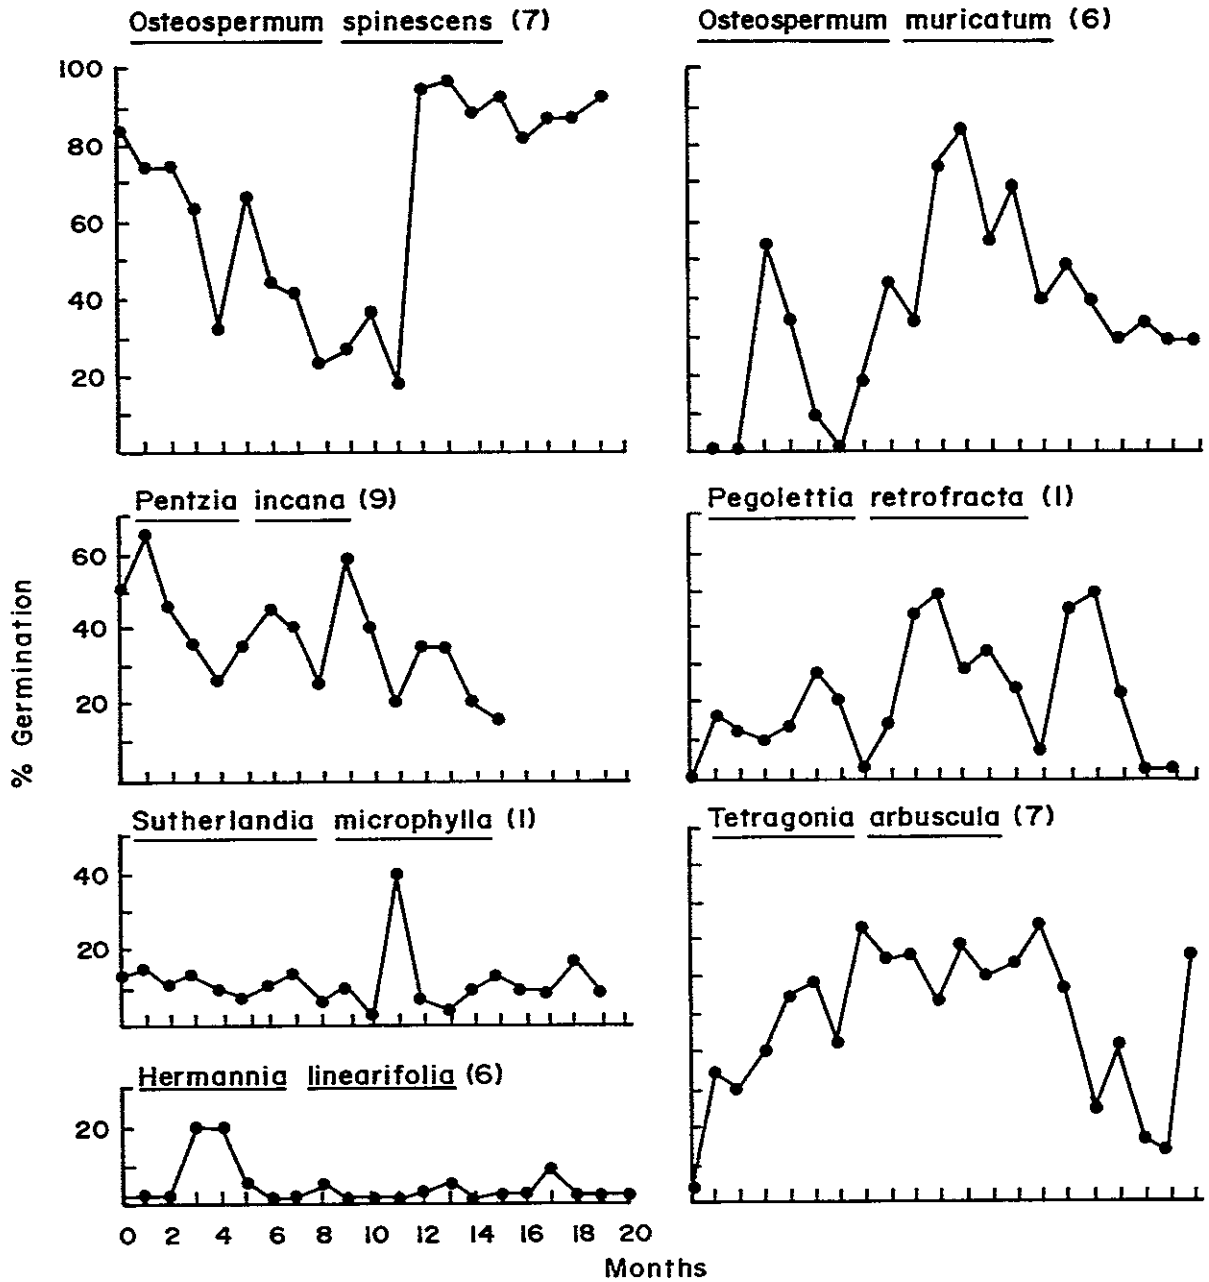 Osteospermum spinescens (7)
Osteospermum muricatum (6)
100
80
60
40
20
Pentzia incana (9)
Pegolettia retrofracta (1)
60
40
20
% Germination
Sutherlandia microphylla (1)
Tetragonia arbuscula (7)
40
20
Hermannia linearifolia (6)
20
0 2 4 6 8 10 12 14 16 18 20
Months